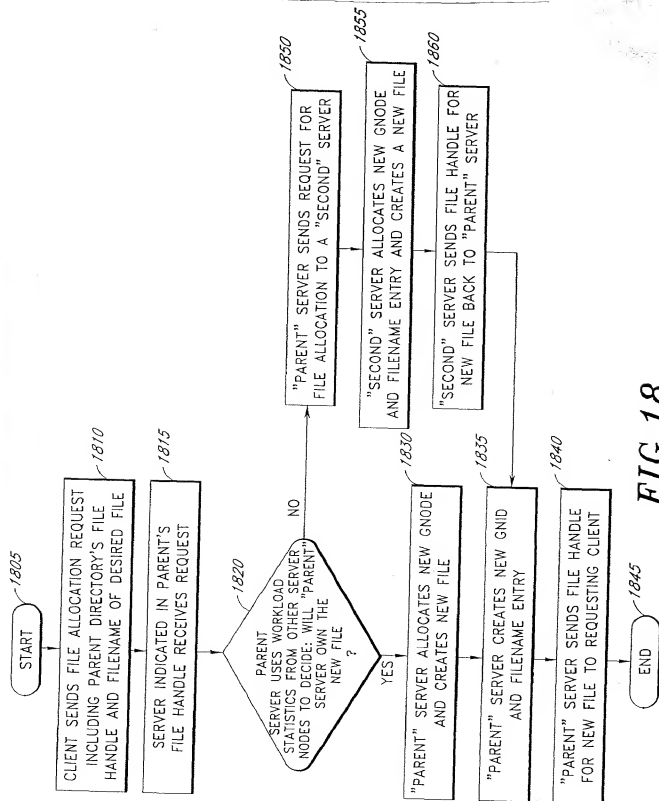 START
1805
CLIENT SENDS FILE ALLOCATION REQUEST
INCLUDING PARENT DIRECTORY'S FILE
HANDLE AND FILENAME OF DESIRED FILE
1810
SERVER INDICATED IN PARENT'S
FILE HANDLE RECEIVES REQUEST
1815
PARENT
SERVER USES WORKLOAD
STATISTICS FROM OTHER SERVER
NODES TO DECIDE: WILL "PARENT"
SERVER OWN THE
NEW FILE
?
1820
NO
YES
"PARENT" SERVER ALLOCATES NEW GNODE
AND CREATES NEW FILE
1830
"PARENT" SERVER CREATES NEW GNID
AND FILENAME ENTRY
1835
"PARENT" SERVER SENDS FILE HANDLE
FOR NEW FILE TO REQUESTING CLIENT
1840
END
1845
"PARENT" SERVER SENDS REQUEST FOR
FILE ALLOCATION TO A "SECOND" SERVER
1850
"SECOND" SERVER ALLOCATES NEW GNODE
AND FILENAME ENTRY AND CREATES A NEW FILE
1855
"SECOND" SERVER SENDS FILE HANDLE FOR
NEW FILE BACK TO "PARENT" SERVER
1860
FIG. 18